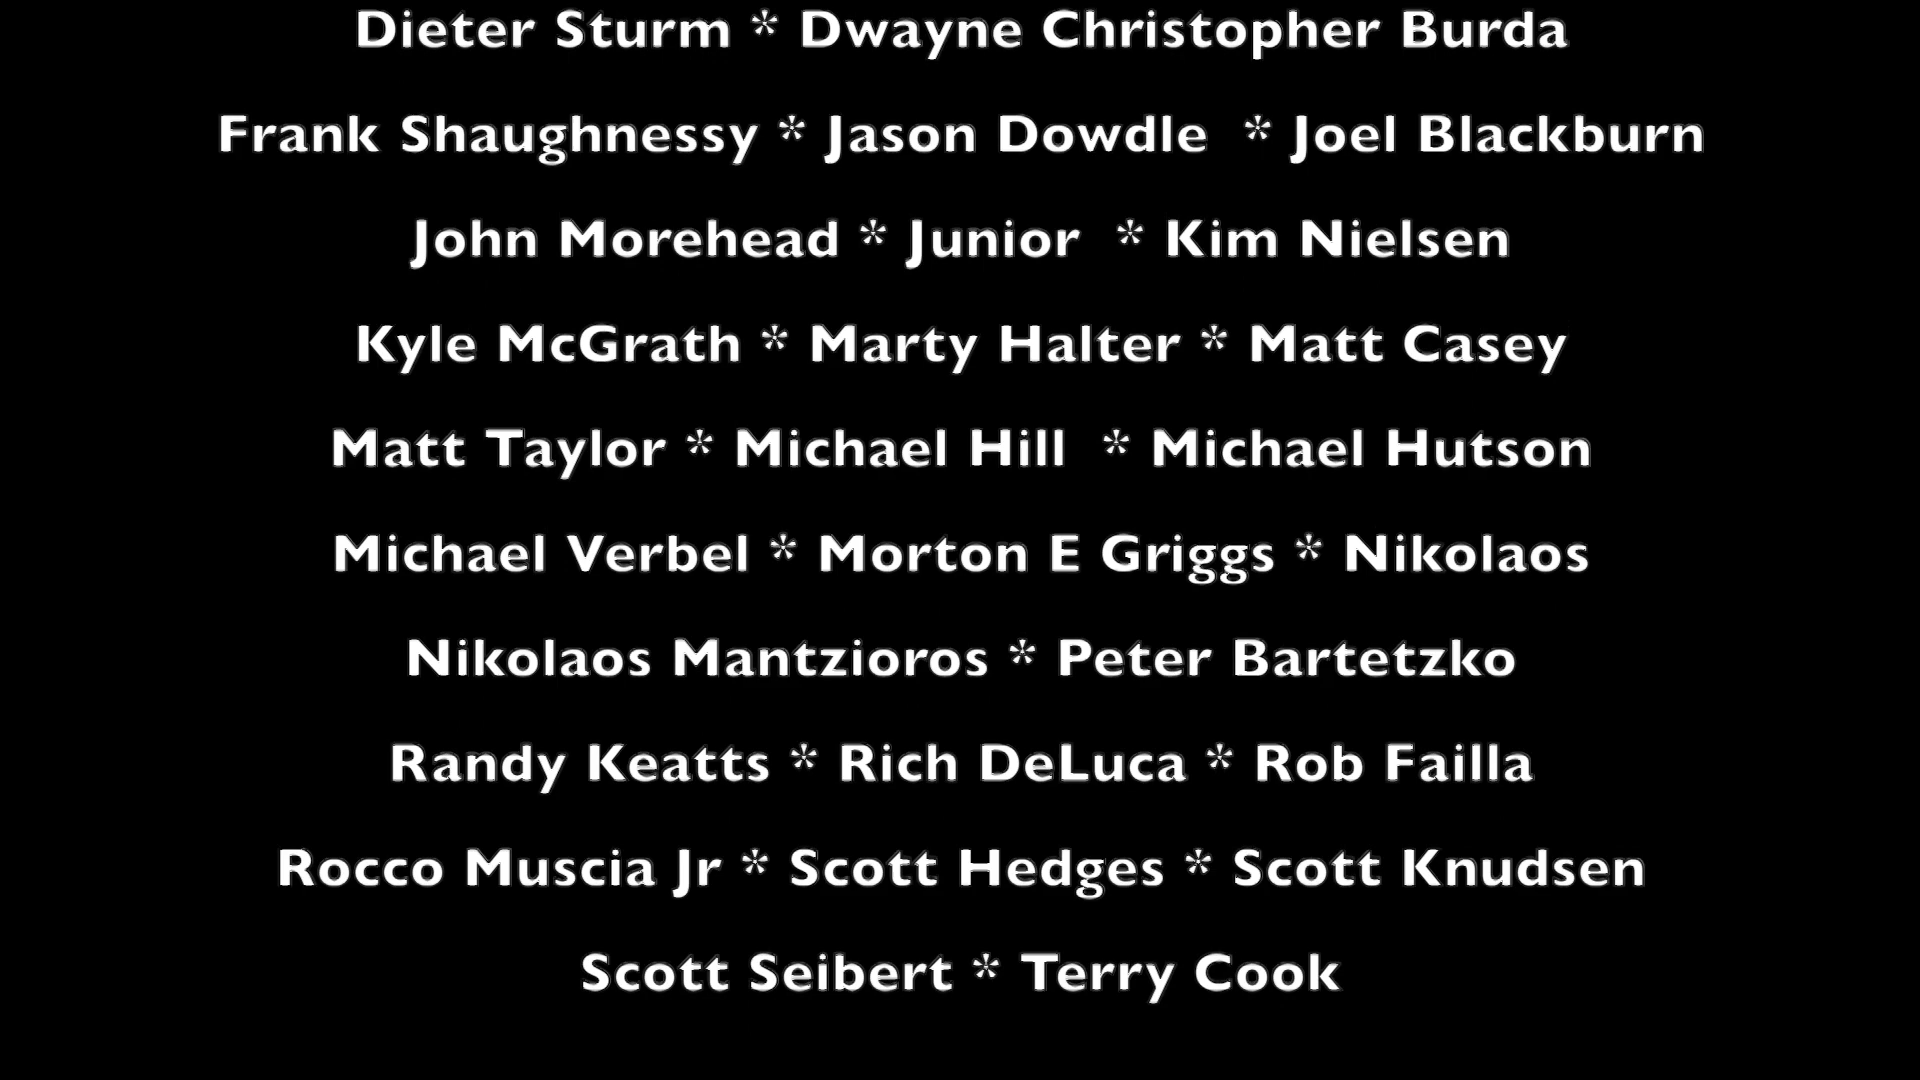 Dieter Sturm * Dwayne Christopher Burda
Frank Shaughnessy * Jason Dowdle * Joel Blackburn
John Morehead * Junior * Kim Nielsen
Kyle McGrath * Marty Halter * Matt Casey
Matt Taylor * Michael Hill * Michael Hutson
Michael Verbel * Morton E Griggs * Nikolaos
Nikolaos Mantzioros * Peter Bartetzko
Randy Keatts * Rich DeLuca * Rob Failla
Rocco Muscia Jr * Scott Hedges * Scott Knudsen
Scott Seibert * Terry Cook